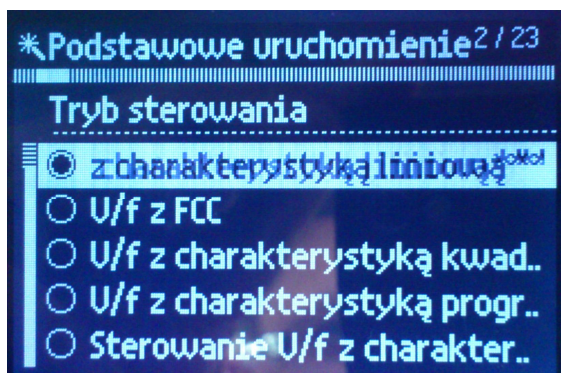 Podstawowe uruchomienie 2/23
Tryb sterowania
z charakterystyką liniową
U/f z FCC
U/f z charakterystyką kwad..
U/f z charakterystyką progr..
Sterowanie U/f z charakter..